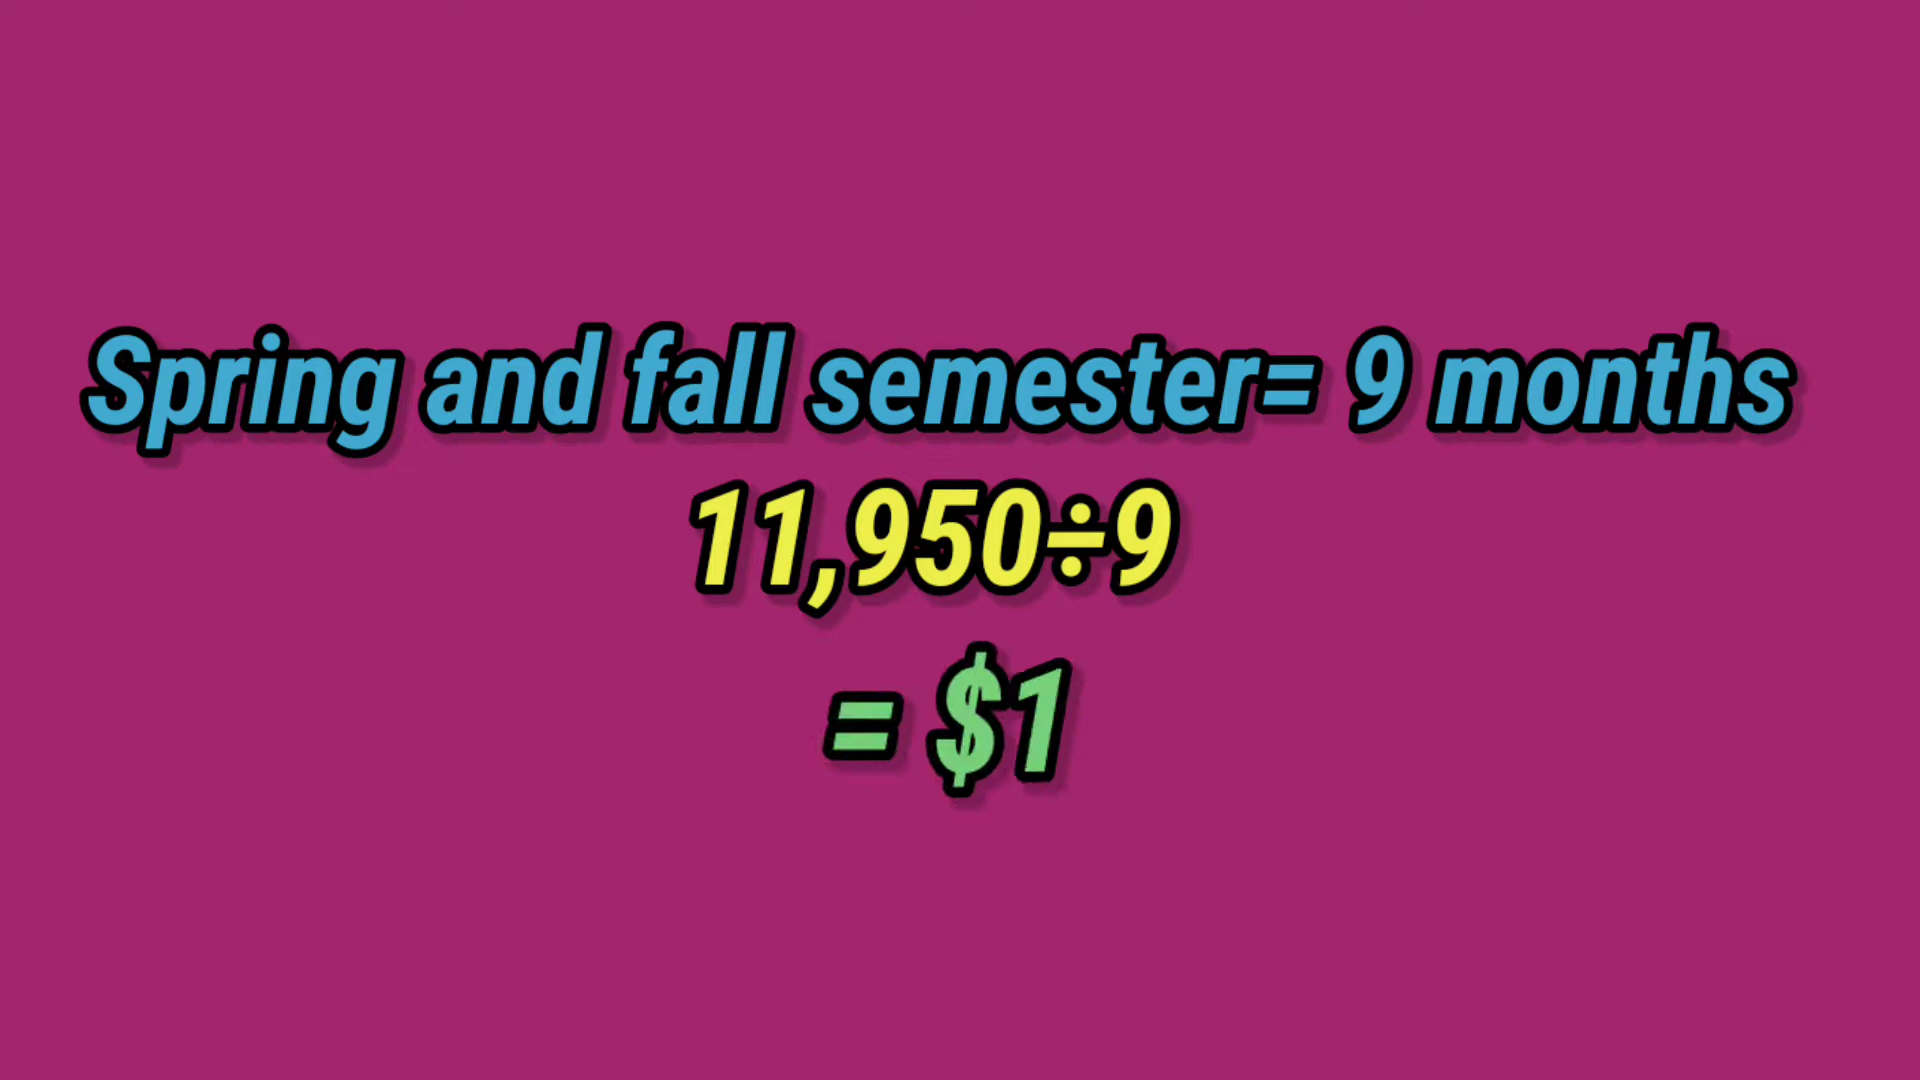 Spring and fall semester= 9 months
11,950÷9
= $1